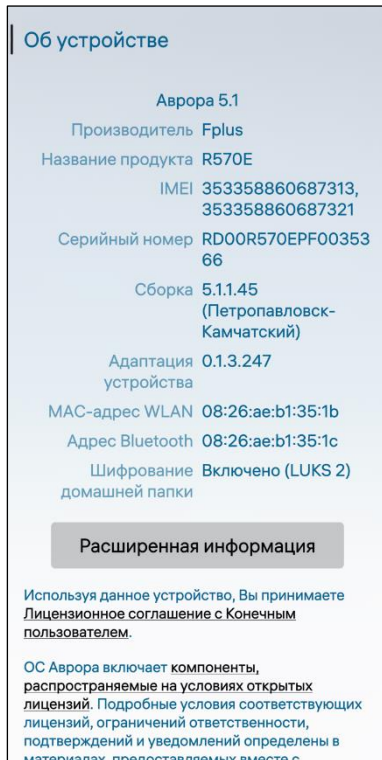 Об устройстве
Аврора 5.1
Производитель Fplus
Название продукта R570E
IMEI 353358860687313,
353358860687321
Серийный номер RD00R570EPF00353
66
Сборка 5.1.1.45
(Петропавловск-
Камчатский)
Адаптация 0.1.3.247
устройства
MAC-адрес WLAN 08:26:ae:b1:35:1b
Адрес Bluetooth 08:26:ae:b1:35:1c
Шифрование Включено (LUKS 2)
домашней папки
Расширенная информация
Используя данное устройство, Вы принимаете
Лицензионное соглашение с Конечным
пользователем.
ОС Аврора включает компоненты,
распространяемые на условиях открытых
лицензий. Подробные условия соответствующих
лицензий, ограничений ответственности,
подтверждений и уведомлений определены в
материалах, предоставляемых вместе с